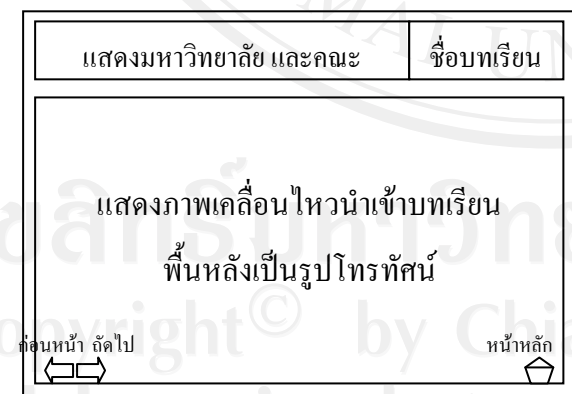 แสดงมหาวิทยาลัย และคณะ
ชื่อบทเรียน
แสดงภาพเคลื่อนไหวนำเข้าบทเรียน
พื้นหลังเป็นรูปโทรทัศน์
ก่อนหน้า ถัดไป
หน้าหลัก